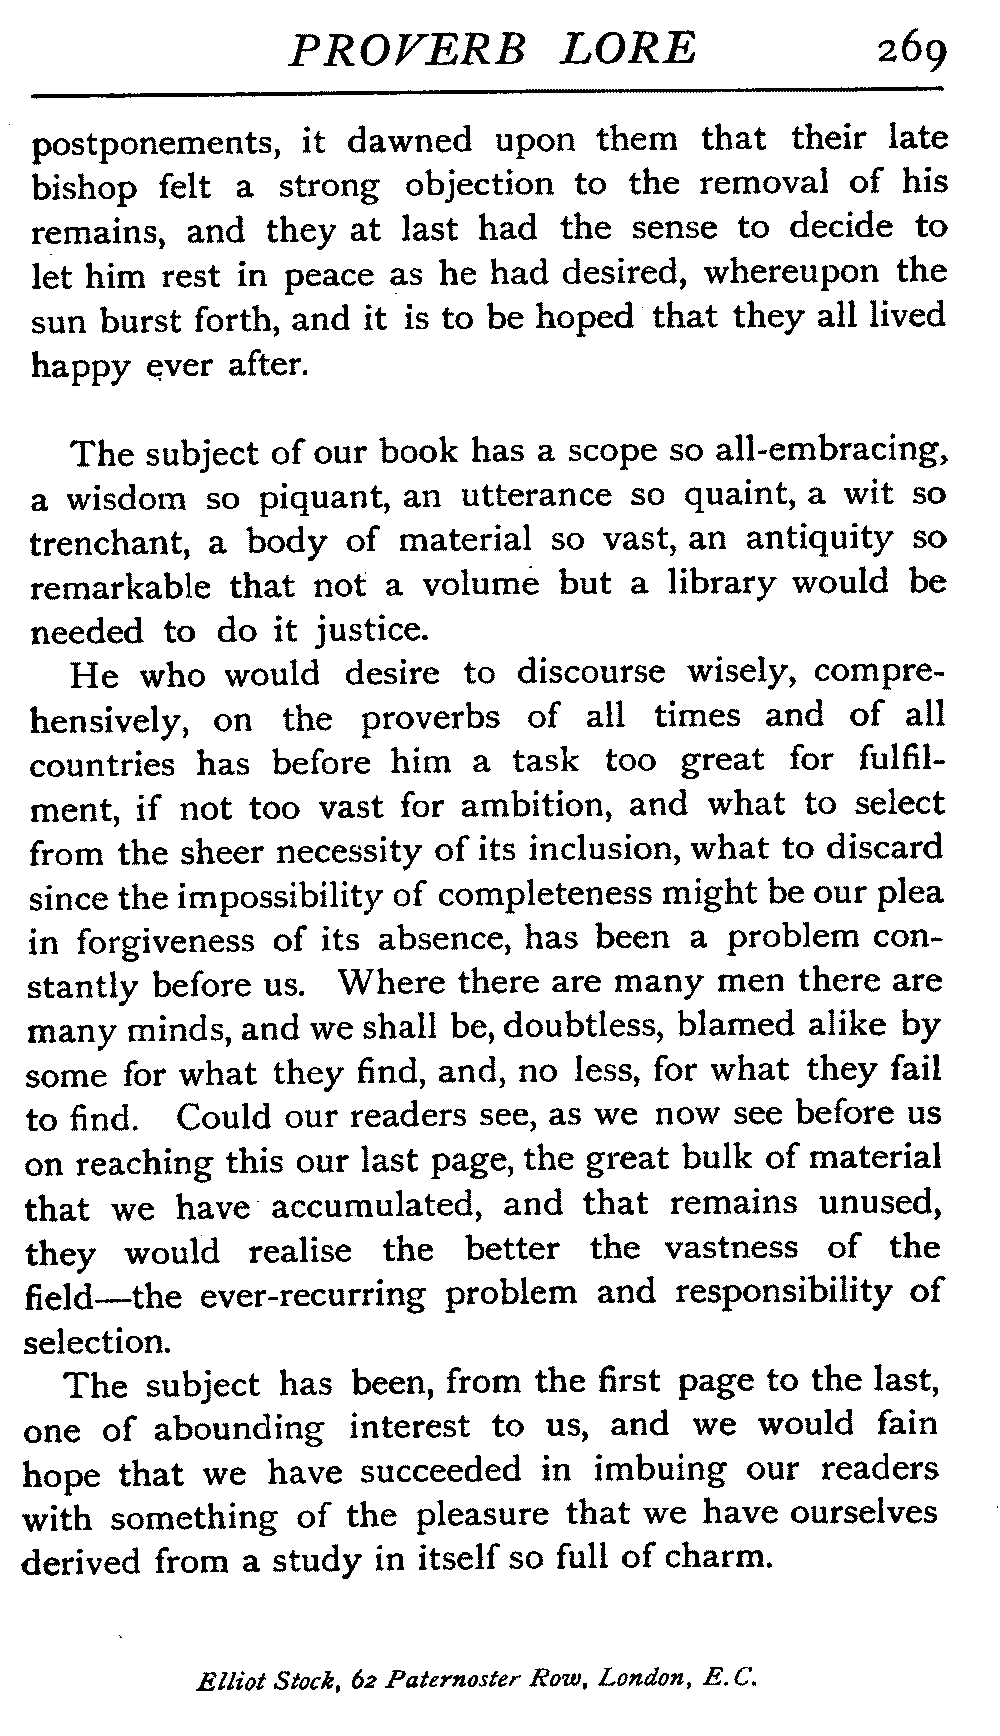 PROVERB LORE 269
postponements, it dawned upon them that their late
bishop felt a strong objection to the removal of his
remains, and they at last had the sense to decide to
let him rest in peace as he had desired, whereupon the
sun burst forth, and it is to be hoped that they all lived
happy ever after.
The subject of our book has a scope so all-embracing,
a wisdom so piquant, an utterance so quaint, a wit so
trenchant, a body of material so vast, an antiquity so
remarkable that not a volume but a library would be
needed to do it justice.
He who would desire to discourse wisely, compre-
hensively, on the proverbs of all times and of all
countries has before him a task too great for fulfil-
ment, if not too vast for ambition, and what to select
from the sheer necessity of its inclusion, what to discard
since the impossibility of completeness might be our plea
in forgiveness of its absence, has been a problem con-
stantly before us. Where there are many men there are
many minds, and we shall be, doubtless, blamed alike by
some for what they find, and, no less, for what they fail
to find. Could our readers see, as we now see before us
on reaching this our last page, the great bulk of material
that we have accumulated, and that remains unused,
they would realise the better the vastness of the
field—the ever-recurring problem and responsibility of
selection.
The subject has been, from the first page to the last,
one of abounding interest to us, and we would fain
hope that we have succeeded in imbuing our readers
with something of the pleasure that we have ourselves
derived from a study in itself so full of charm.
Elliot Stock, 62 Paternoster Row, London, E.C.